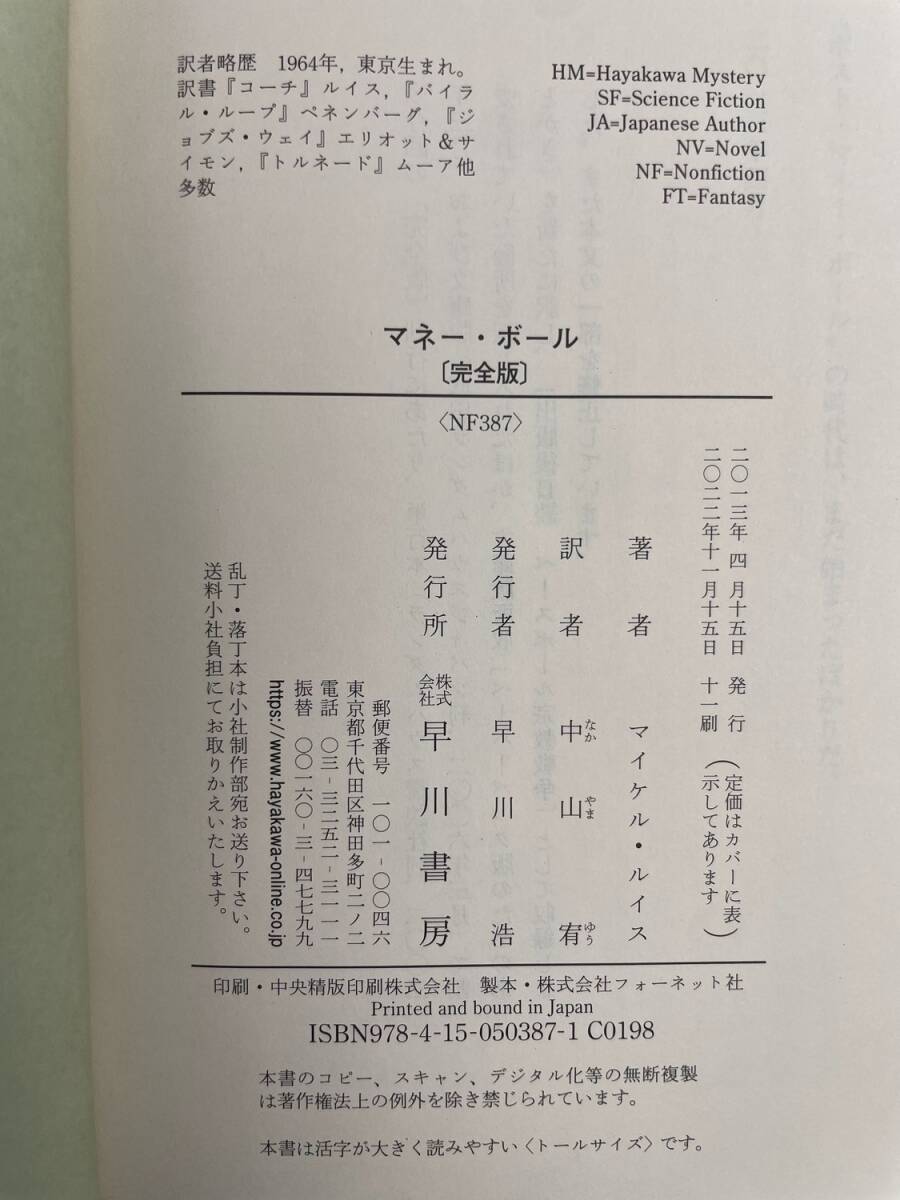 訳者略歴　1964年，東京生まれ。
訳書『コーチ』ルイス，『バイラ
ル・ループ』ペネンバーグ，『ジ
ョブズ・ウェイ』エリオット＆サ
イモン，『トルネード』ムーア他
多数
HM=Hayakawa Mystery
SF=Science Fiction
JA=Japanese Author
NV=Novel
NF=Nonfiction
FT=Fantasy
マネー・ボール
〔完全版〕
〈NF387〉
二〇一三年 四 月十五日　発　行
二〇二二年十一月十五日　十一刷
（定価はカバーに表
示してあります）
著　者　マイケル・ルイス
訳　者　中　山　宥
なか　やま　ゆう
発行者　早　川　浩
発行所　株式会社　早川書房
郵便番号　一〇一‐〇〇四六
東京都千代田区神田多町二ノ二
電話　〇三‐三二五二‐三一一一
振替　〇〇一六〇‐三‐四七七九九
https://www.hayakawa-online.co.jp
乱丁・落丁本は小社制作部宛お送り下さい。
送料小社負担にてお取りかえいたします。
印刷・中央精版印刷株式会社　製本・株式会社フォーネット社
Printed and bound in Japan
ISBN978-4-15-050387-1 C0198
本書のコピー、スキャン、デジタル化等の無断複製
は著作権法上の例外を除き禁じられています。
本書は活字が大きく読みやすい〈トールサイズ〉です。